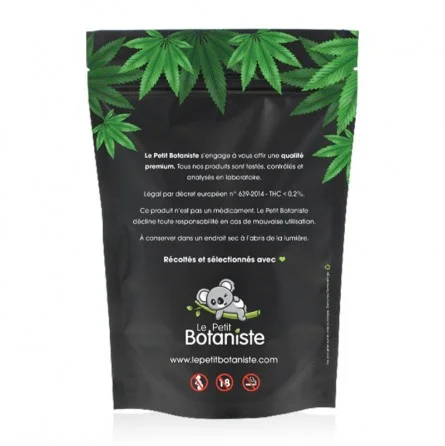 Le Petit Botaniste s'engage à vous offrir une qualité
premium. Tous nos produits sont testés, contrôlés et
analysés en laboratoire.
Légal par décret européen n° 639-2014 - THC < 0.2%.
Ce produit n'est pas un médicament. Le Petit Botaniste
décline toute responsabilité en cas de mauvaise utilisation.
À conserver dans un endroit sec à l'abris de la lumière.
Récoltés et sélectionnés avec
Le Petit
Botaniste
www.lepetitbotaniste.com
18